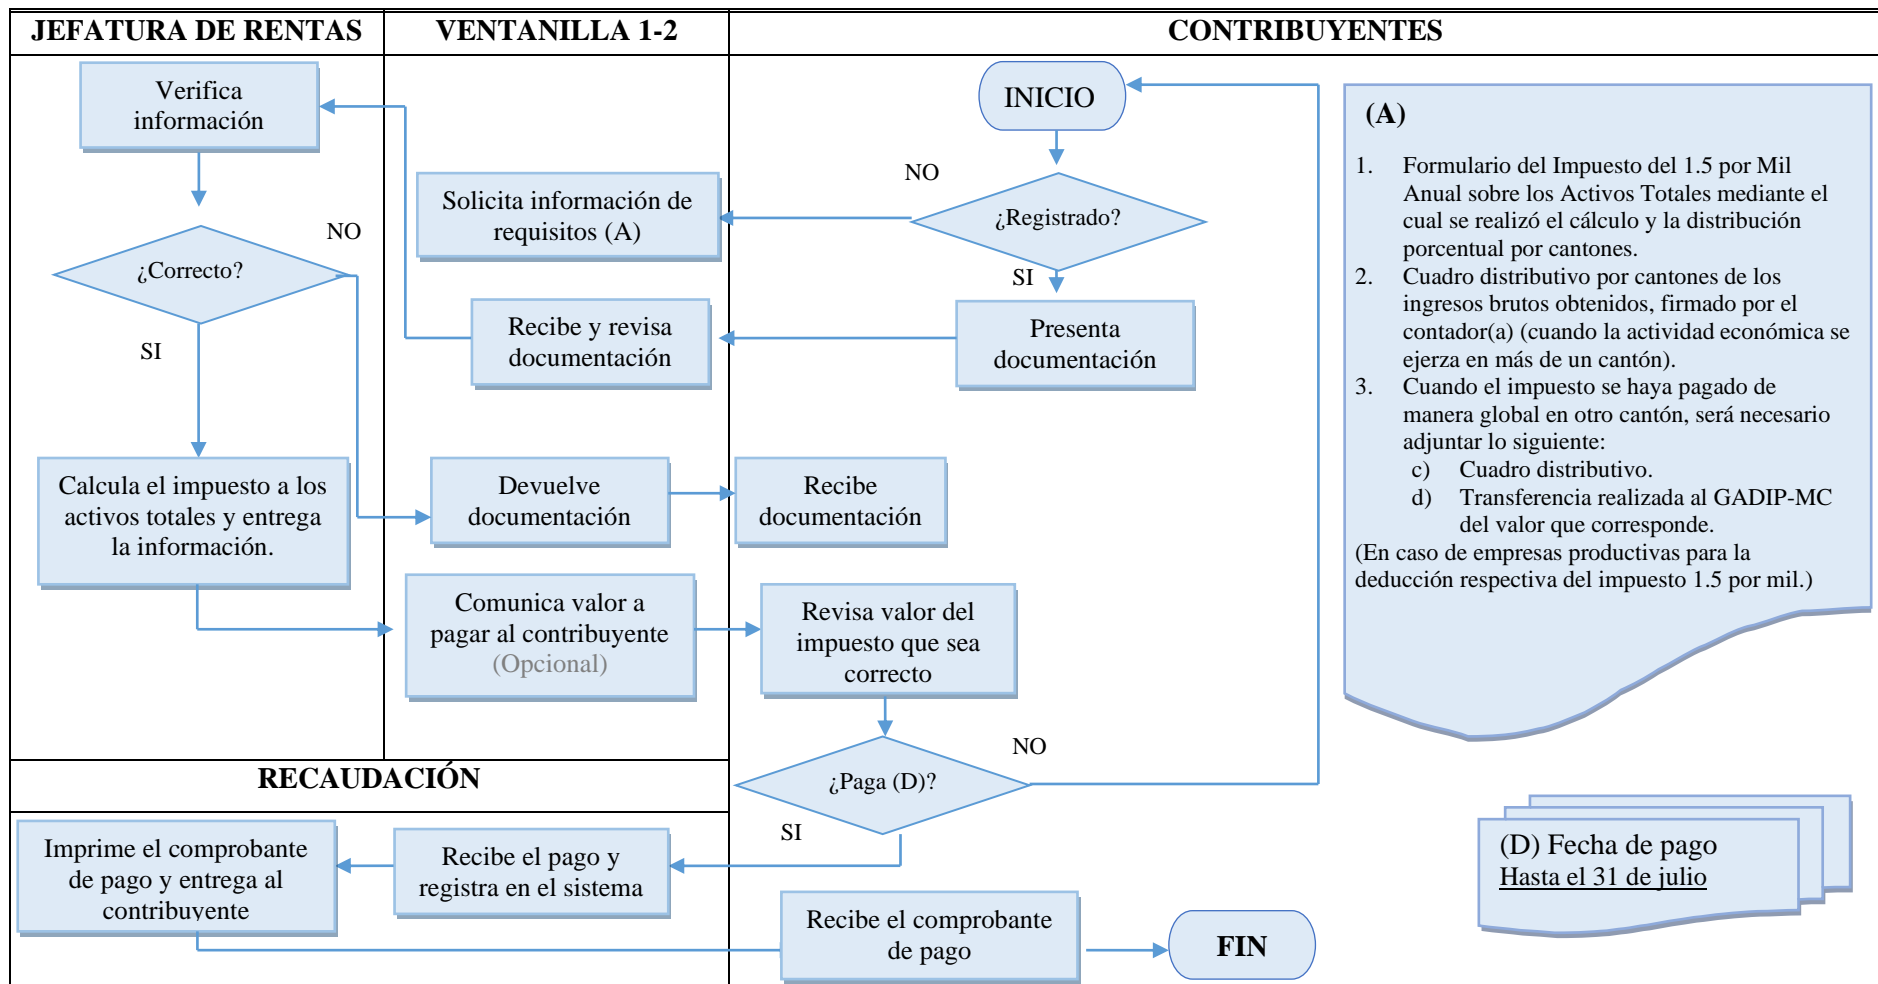 JEFATURA DE RENTAS
VENTANILLA 1-2
CONTRIBUYENTES
Verifica
información
INICIO
NO
Solicita información de
requisitos (A)
¿Registrado?
NO
¿Correcto?
SI
SI
Recibe y revisa
documentación
Presenta
documentación
Calcula el impuesto a los
activos totales y entrega
la información.
Devuelve
documentación
Recibe
documentación
Comunica valor a
pagar al contribuyente
(Opcional)
Revisa valor del
impuesto que sea
correcto
NO
¿Paga (D)?
SI
RECAUDACIÓN
Imprime el comprobante
de pago y entrega al
contribuyente
Recibe el pago y
registra en el sistema
Recibe el comprobante
de pago
FIN
(A)
1. Formulario del Impuesto del 1.5 por Mil
Anual sobre los Activos Totales mediante el
cual se realizó el cálculo y la distribución
porcentual por cantones.
2. Cuadro distributivo por cantones de los
ingresos brutos obtenidos, firmado por el
contador(a) (cuando la actividad económica se
ejerza en más de un cantón).
3. Cuando el impuesto se haya pagado de
manera global en otro cantón, será necesario
adjuntar lo siguiente:
c) Cuadro distributivo.
d) Transferencia realizada al GADIP-MC
del valor que corresponde.
(En caso de empresas productivas para la
deducción respectiva del impuesto 1.5 por mil.)
(D) Fecha de pago
Hasta el 31 de julio